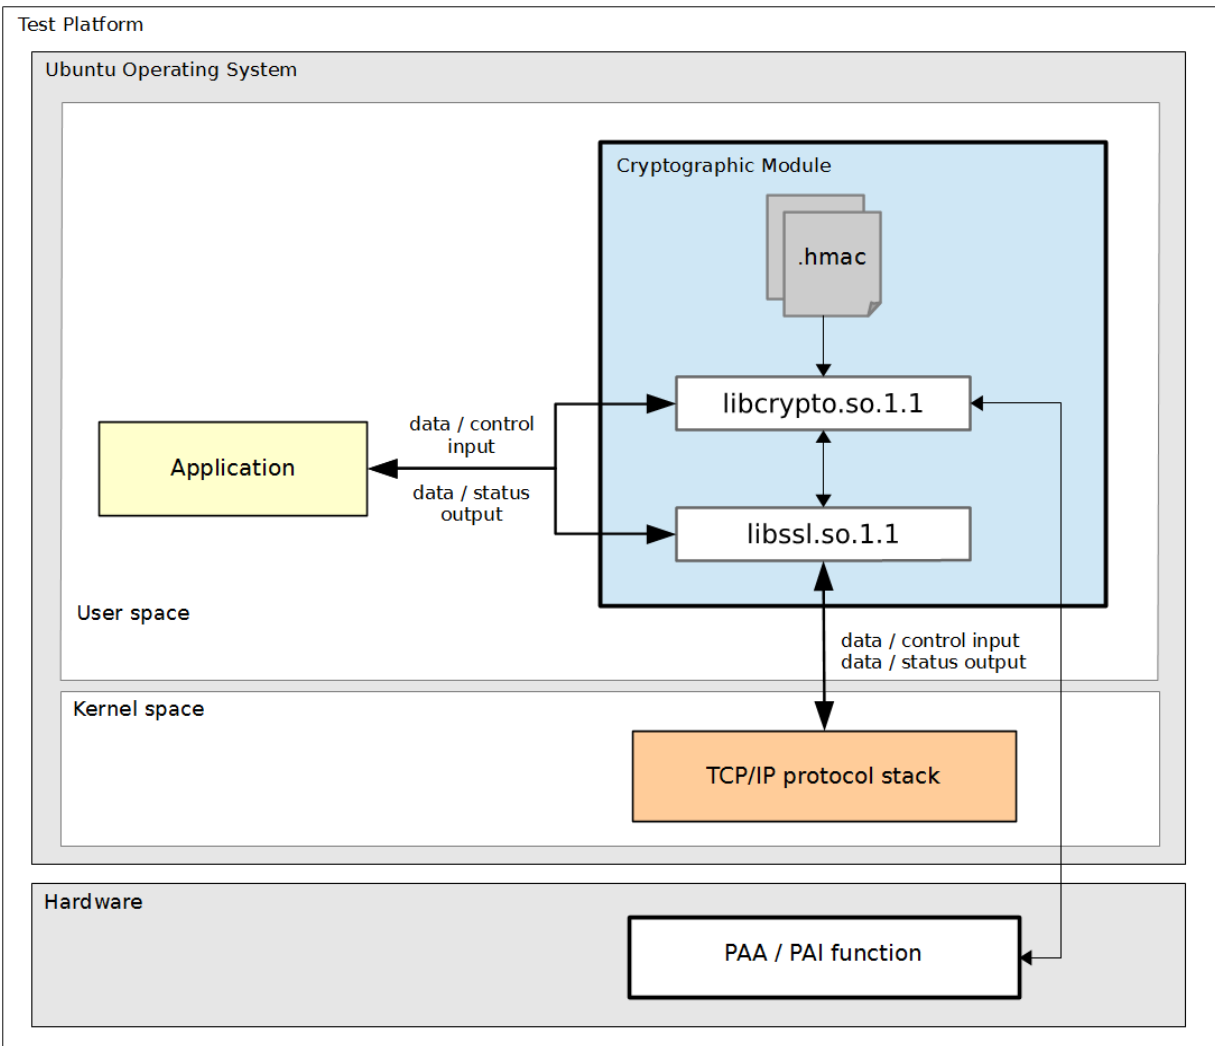 Test Platform
Ubuntu Operating System
Cryptographic Module
.hmac
libcrypto.so.1.1
data / control
input
Application
data / status
output
libssl.so.1.1
User space
data / control input
data / status output
Kernel space
TCP/IP protocol stack
Hardware
PAA / PAI function